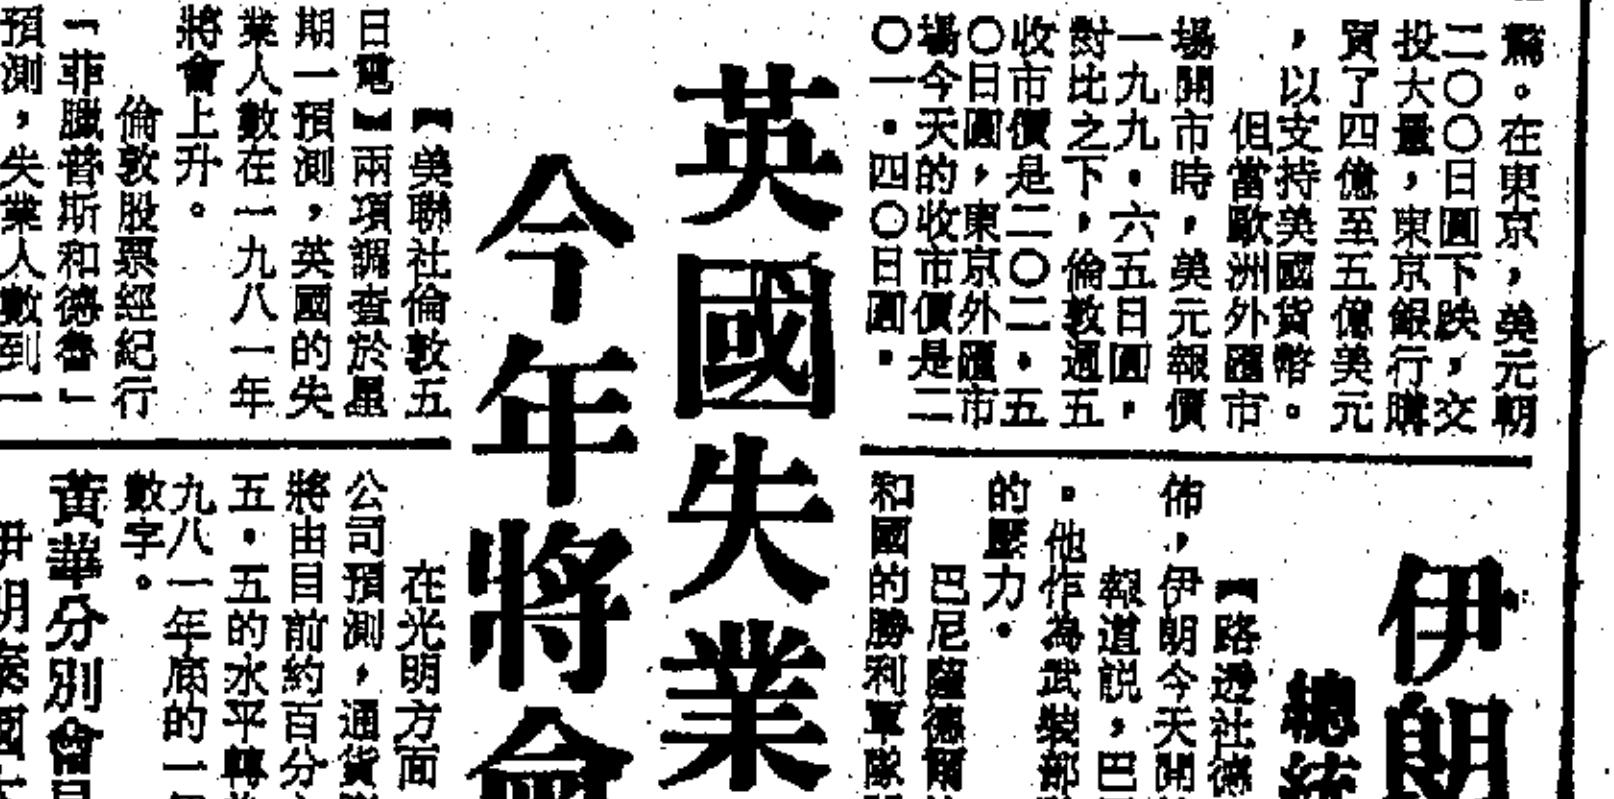 駕。在東京，美元朝
二〇〇日圓下跌，交
投大量，東京銀行購
買了四億至五億美元
，以支持美國貨幣。
但當歐洲外匯市
場開市時，美元報價
一九九．六五日圓，
對比之下，倫敦週五
收市價是二〇二．五
〇日圓，東京外匯市
場今天的收市價是二
〇一．四〇日圓．
英國失業
今年將會
【美聯社倫敦五
日電】兩項調查於星
期一預測，英國的失
業人數在一九八一年
將會上升。
倫敦股票經紀行
「菲臘普斯和德魯」
預測，失業人數到一
伊朗
總統
【路透社德
佈，伊朗今天開
報道説，巴
。他作為武裝部
的壓力．
巴尼薩德爾
和國的勝利軍隊
在光明方面
公司預測，通貨
將由目前約百分
五．五的水平轉
九八一年底的一
數字。
黃華分別會